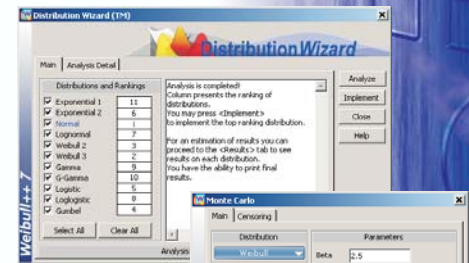 Distribution Wizard (TM)
Distribution Wizard
Main Analysis Detail
Distributions and Rankings
Exponential 1 11
Exponential 2 6
Normal 1
Lognormal 7
Weibull 2 3
Weibull 3 2
Gamma 9
G-Gamma 10
Logistic 5
Loglogistic 8
Gumbel 4
Select All Clear All
Analysis is completed!
Column presents the ranking of
distributions.
You may press <Implement>
to implement the top ranking distribution.
For an estimation of results you can
proceed to the <Results> tab to see
results on each distribution.
You have the ability to print final
results.
Analyze
Implement
Close
Help
Analysis
Weibull++ 7
Monte Carlo
Main Censoring
Distribution
Weibull
Parameters
Beta 2.5